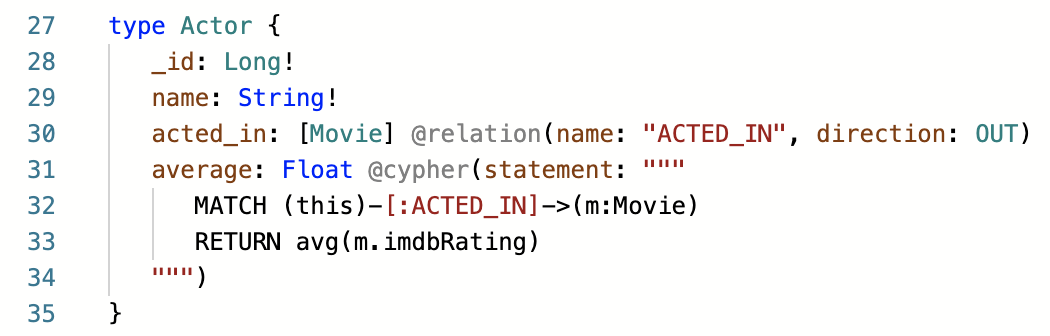 27 type Actor {
28 _id: Long!
29 name: String!
30 acted_in: [Movie] @relation(name: "ACTED_IN", direction: OUT)
31 average: Float @cypher(statement: """
32 MATCH (this)-[:ACTED_IN]->(m:Movie)
33 RETURN avg(m.imdbRating)
34 """)
35 }